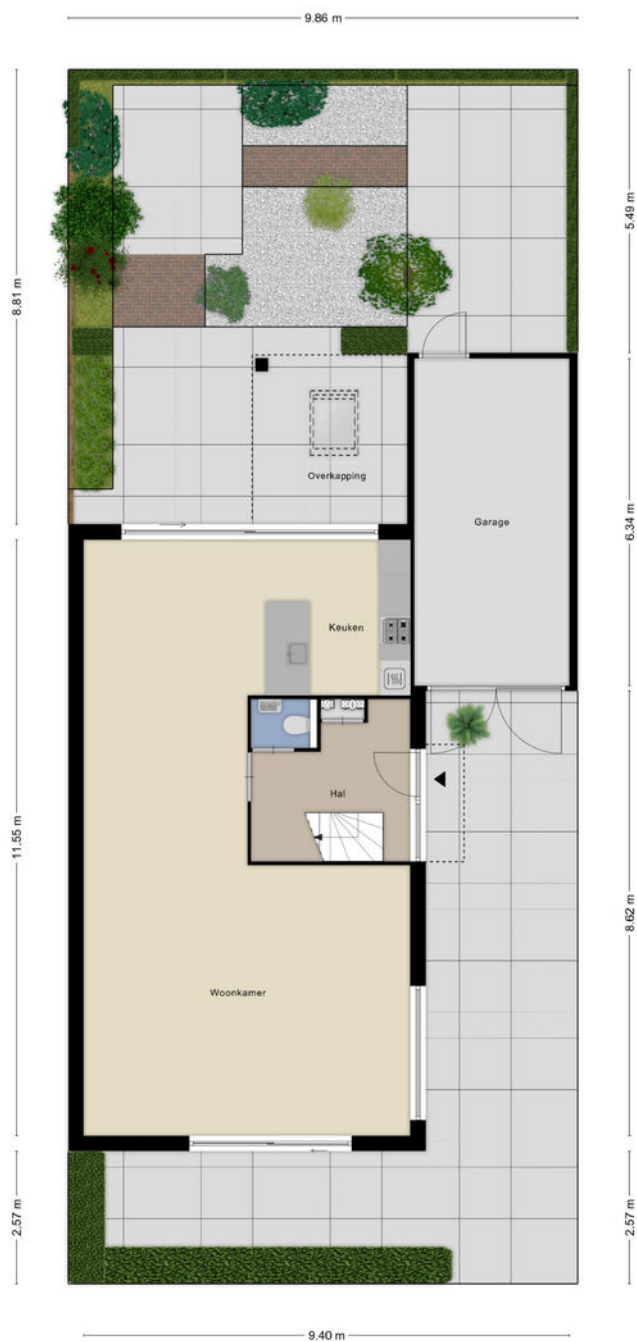 9.86 m
8.81 m
5.49 m
Overkapping
Garage
6.34 m
Keuken
Hal
11.55 m
8.62 m
Woonkamer
2.57 m
2.57 m
9.40 m